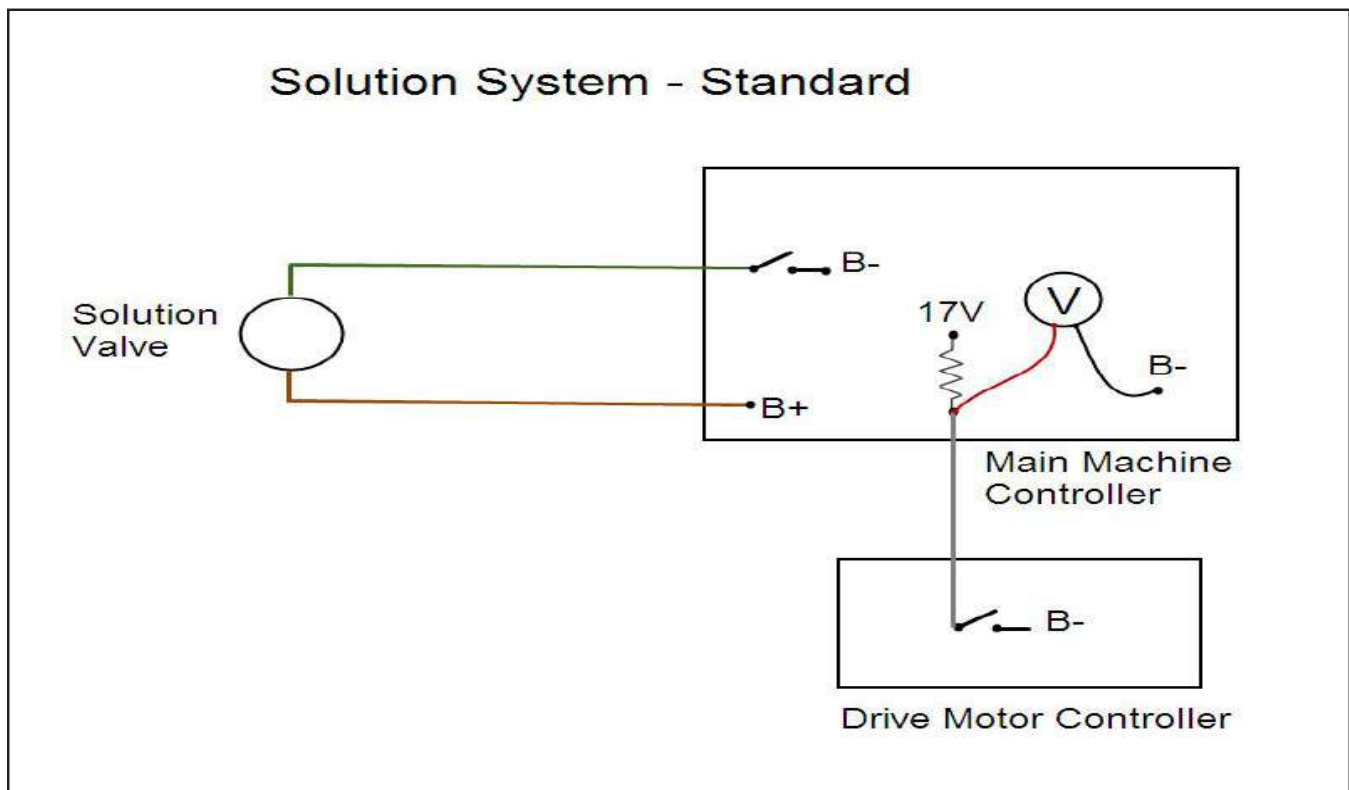 Solution System - Standard
B-
Solution
Valve
17V
V
B-
B+
Main Machine
Controller
B-
Drive Motor Controller